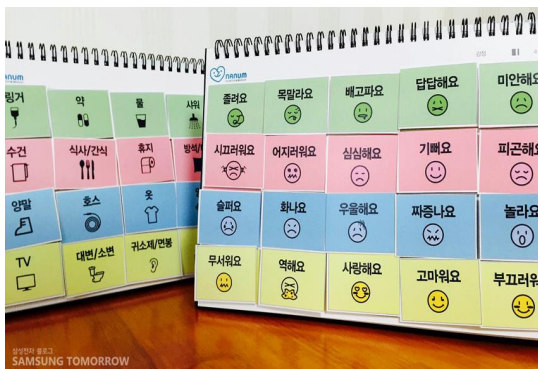 NANUM
링거 약 물 샤워
수건 식사/간식 휴지
양말 호스 옷
TV 대변/소변 귀소제/면봉
NANUM
졸려요 목말라요 배고파요 답답해요 미안해요
시끄러워요 어지러워요 심심해요 기뻐요 피곤해요
슬퍼요 화나요 우울해요 짜증나요 놀라요
무서워요 역해요 사랑해요 고마워요 부끄러워
삼성전자 블로그
SAMSUNG TOMORROW